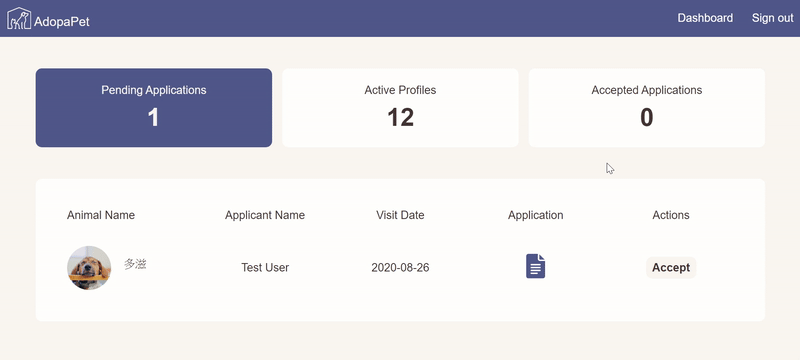 AdopaPet
Dashboard Sign out
Pending Applications
1
Active Profiles
12
Accepted Applications
0
Animal Name Applicant Name Visit Date Application Actions
多滋 Test User 2020-08-26 Accept